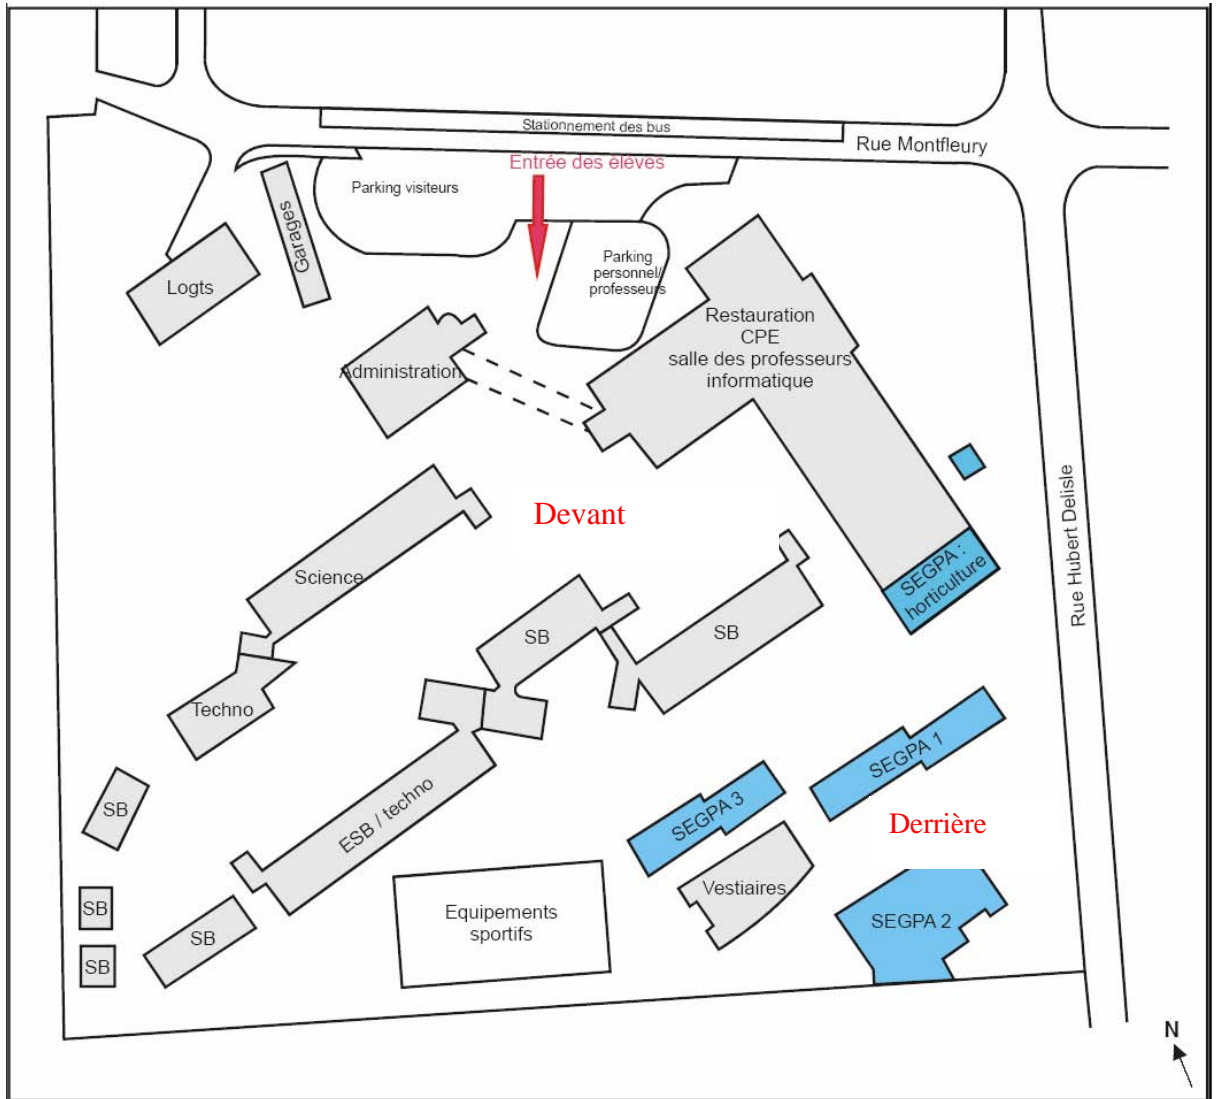 Stationnement des bus
Rue Montfleury
Entrée des élèves
Parking visiteurs
Garages
Parking
personnel/
professeurs
Logts
Restauration
CPE
salle des professeurs
informatique
Administration
Rue Hubert Delisle
Devant
SEGPA :
horticulture
Science
SB
SB
Techno
SEGPA 1
SEGPA 3
ESB / techno
SB
Derrière
Vestiaires
SB
SB
Equipements
sportifs
SEGPA 2
SB
N